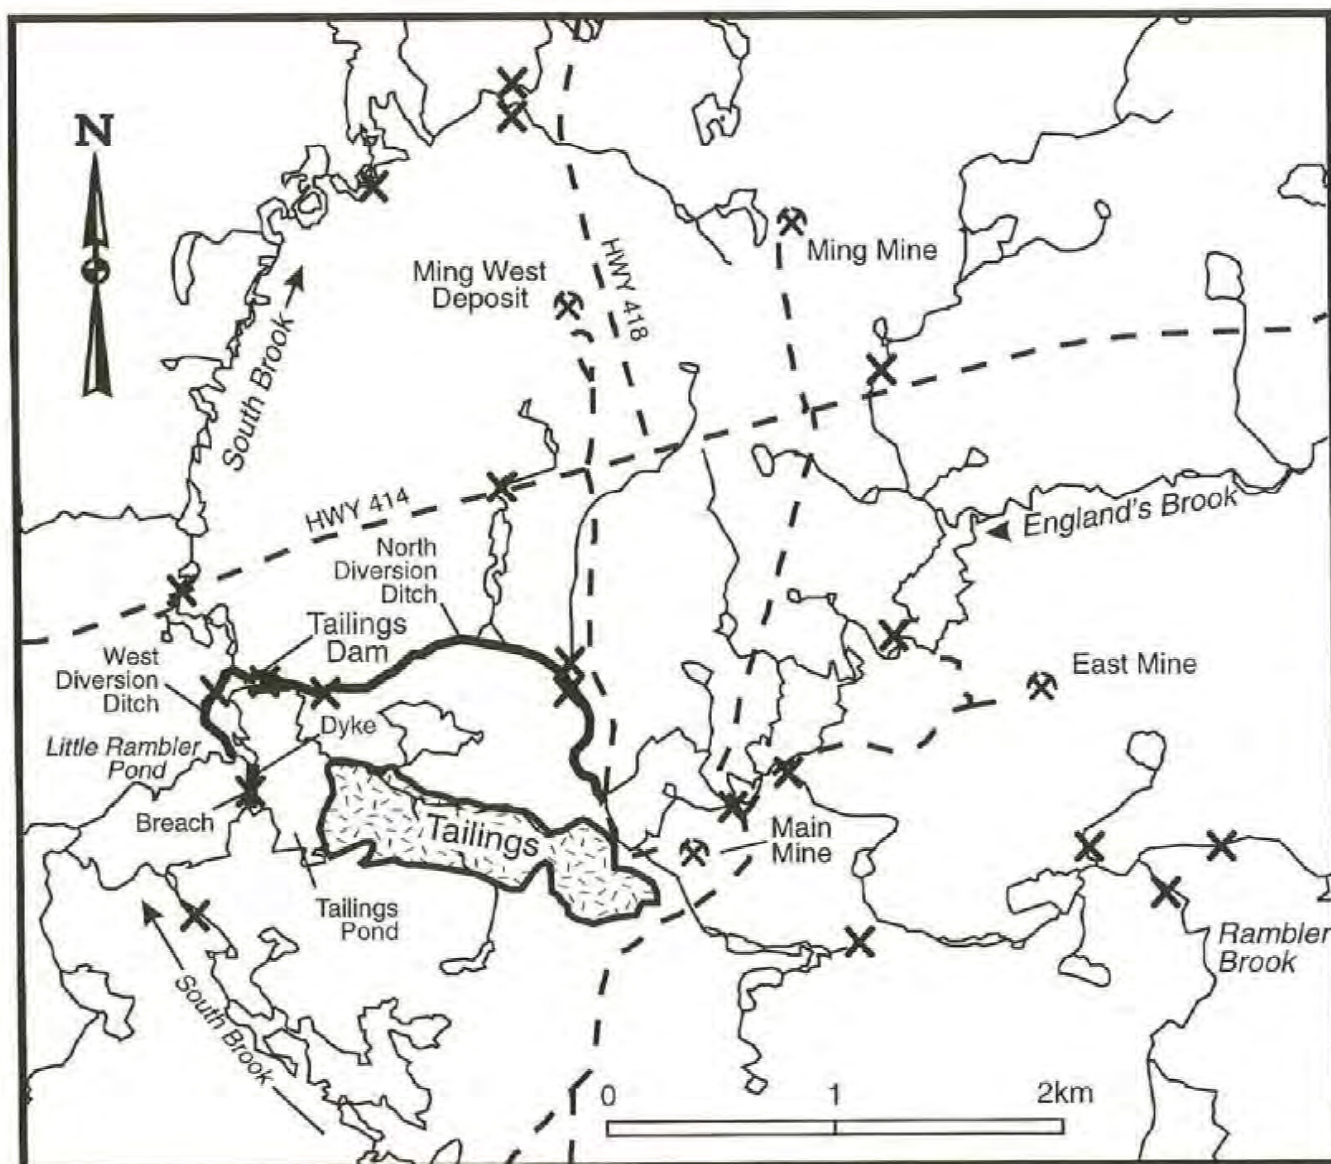 N
Ming Mine
Ming West
Deposit
HWY 418
South Brook
HWY 414
England's Brook
North
Diversion
Ditch
Tailings
Dam
West
Diversion
Ditch
East Mine
Dyke
Little Rambler
Pond
Breach
Tailings
Main
Mine
Tailings
Pond
Rambler
Brook
South Brook
0 1 2km